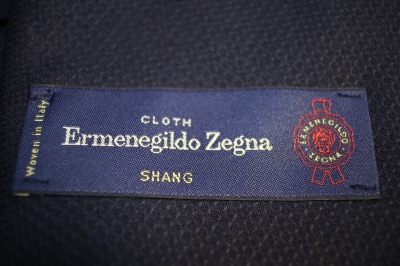 Woven in Italy
CLOTH
Ermenegildo Zegna
SHANG
ERMENEGILDO
ZEGNA